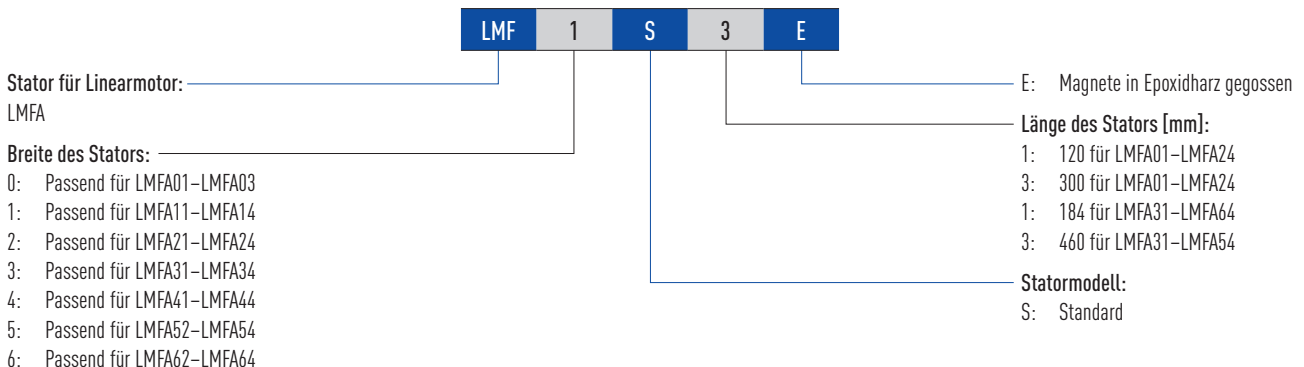 LMF 1 S 3 E
Stator für Linearmotor:
LMFA
Breite des Stators:
0: Passend für LMFA01–LMFA03
1: Passend für LMFA11–LMFA14
2: Passend für LMFA21–LMFA24
3: Passend für LMFA31–LMFA34
4: Passend für LMFA41–LMFA44
5: Passend für LMFA52–LMFA54
6: Passend für LMFA62–LMFA64
E: Magnete in Epoxidharz gegossen
Länge des Stators [mm]:
1: 120 für LMFA01–LMFA24
3: 300 für LMFA01–LMFA24
1: 184 für LMFA31–LMFA64
3: 460 für LMFA31–LMFA54
Statormodell:
S: Standard